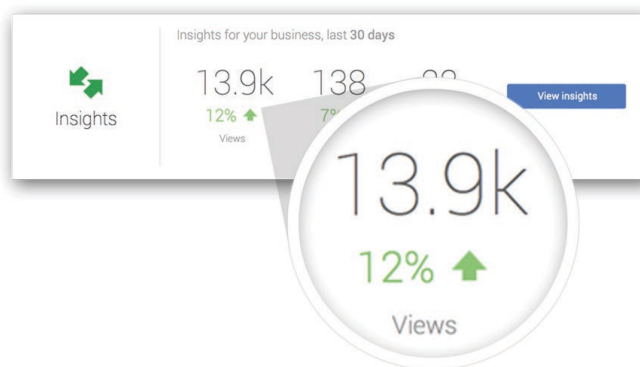 Insights for your business, last 30 days
Insights
13.9k 138
12% 7%
Views
View insights
13.9k
12%
Views